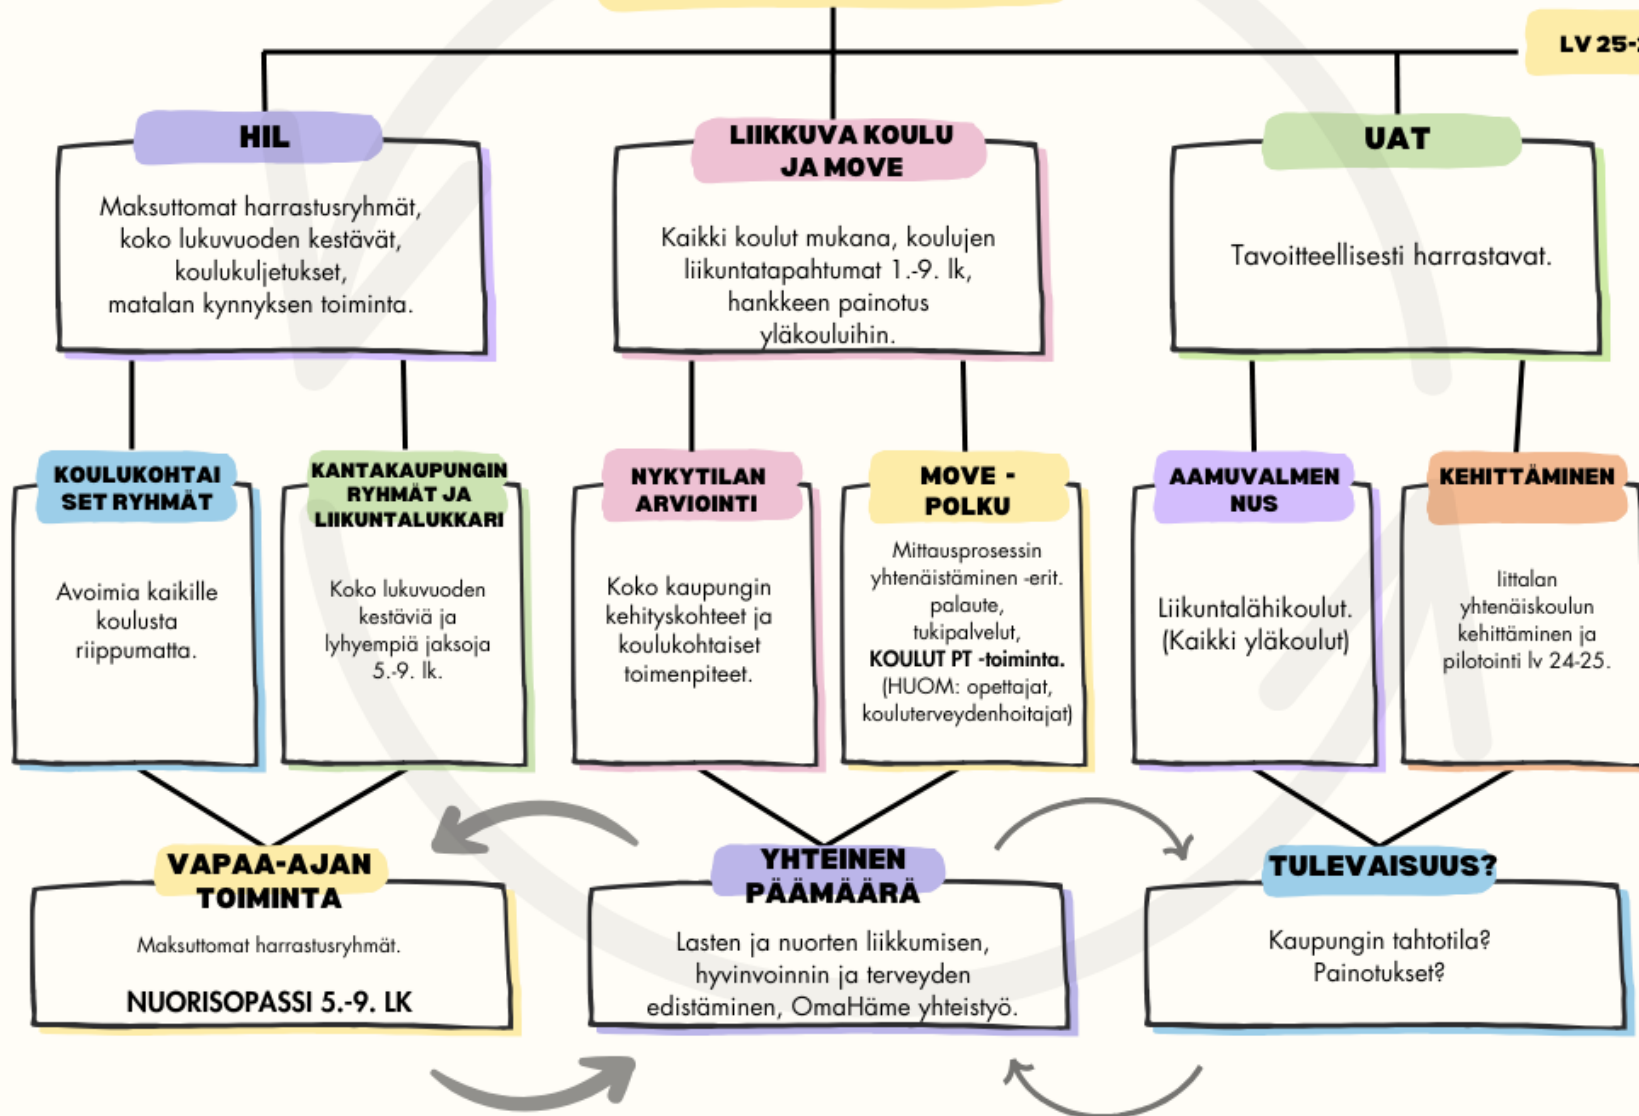 LV 25-
HIL
Maksuttomat harrastusryhmät,
koko lukuvuoden kestävät,
koulukuljetukset,
matalan kynnyksen toiminta.
LIIKKUVA KOULU
JA MOVE
Kaikki koulut mukana, koulujen
liikuntatapahtumat 1.-9. lk,
hankkeen painotus
yläkouluihin.
UAT
Tavoitteellisesti harrastavat.
KOULUKOHTAI
SET RYHMÄT
Avoimia kaikille
koulusta
riippumatta.
KANTAKAUPUNGIN
RYHMÄT JA
LIIKUNTALUKKARI
Koko lukuvuoden
kestäviä ja
lyhyempiä jaksoja
5.-9. lk.
NYKYTILAN
ARVIOINTI
Koko kaupungin
kehityskohteet ja
koulukohtaiset
toimenpiteet.
MOVE -
POLKU
Mittausprosessin
yhtenäistäminen -erit.
palaute,
tukipalvelut,
KOULUT PT -toiminta.
(HUOM: opettajat,
kouluterveydenhoitajat)
AAMUVALMEN
NUS
Liikuntalähikoulut.
(Kaikki yläkoulut)
KEHITTÄMINEN
Iittalan
yhtenäiskoulun
kehittäminen ja
pilotointi lv 24-25.
VAPAA-AJAN
TOIMINTA
Maksuttomat harrastusryhmät.
NUORISOPASSI 5.-9. LK
YHTEINEN
PÄÄMÄÄRÄ
Lasten ja nuorten liikkumisen,
hyvinvoinnin ja terveyden
edistäminen, OmaHäme yhteistyö.
TULEVAISUUS?
Kaupungin tahtotila?
Painotukset?